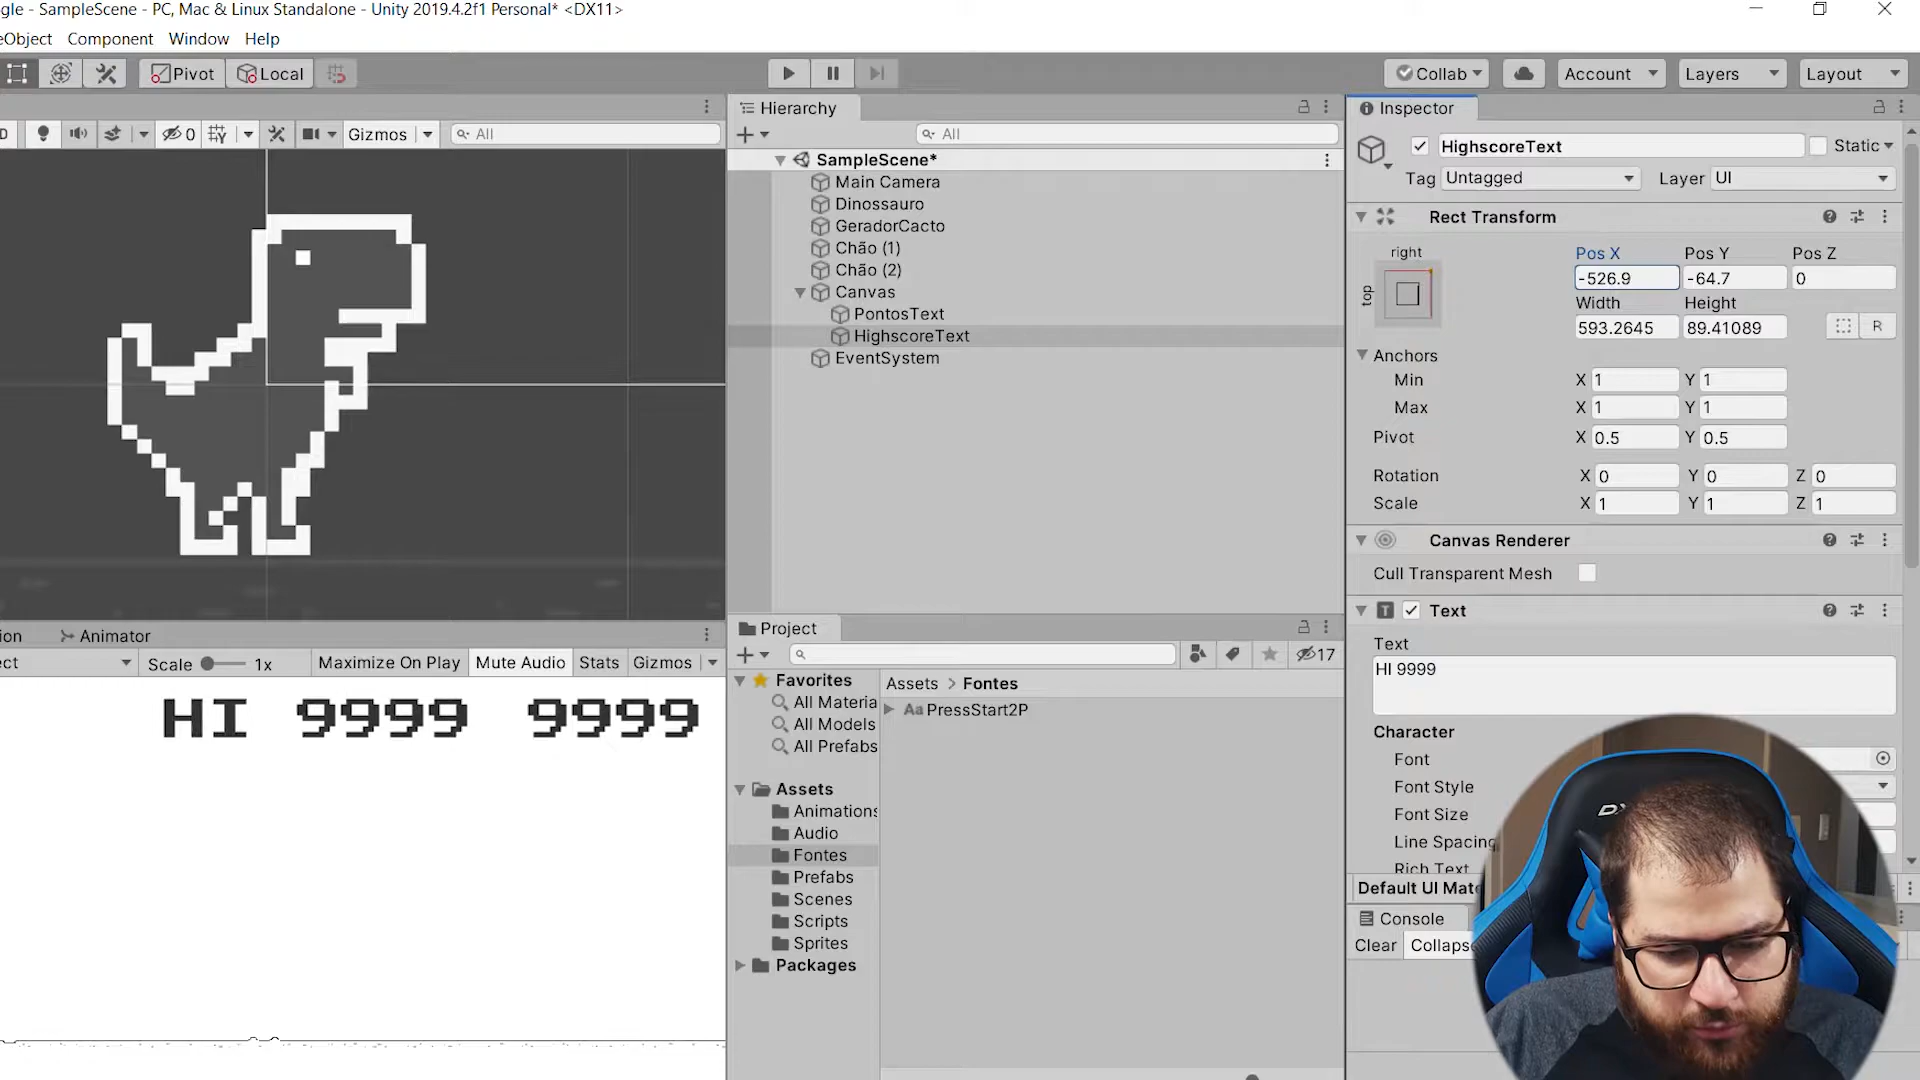 gle - SampleScene - PC, Mac & Linux Standalone - Unity 2019.4.2f1 Personal* <DX11>
eObject Component Window Help
Pivot Local Collab Account Layers Layout
Hierarchy
Inspector
D 0 Gizmos All
All
SampleScene*
Main Camera
Dinossauro
GeradorCacto
Chão (1)
Chão (2)
Canvas
PontosText
HighscoreText
EventSystem
HighscoreText Static
Tag Untagged Layer UI
Rect Transform
right
top
Pos X Pos Y Pos Z
-526.9 -64.7 0
Width Height
593.2645 89.41089 R
Anchors
Min X 1 Y 1
Max X 1 Y 1
Pivot X 0.5 Y 0.5
Rotation X 0 Y 0 Z 0
Scale X 1 Y 1 Z 1
Canvas Renderer
Cull Transparent Mesh
Text
Text
HI 9999
Character
Font
Font Style
Font Size
Line Spacing
Rich Text
Default UI Mate
Console
Clear Collapse
ion Animator
ect Scale 1x Maximize On Play Mute Audio Stats Gizmos
HI 9999 9999
Project
17
Favorites
All Materia
All Models
All Prefabs
Assets
Animations
Audio
Fontes
Prefabs
Scenes
Scripts
Sprites
Packages
Assets > Fontes
Aa PressStart2P